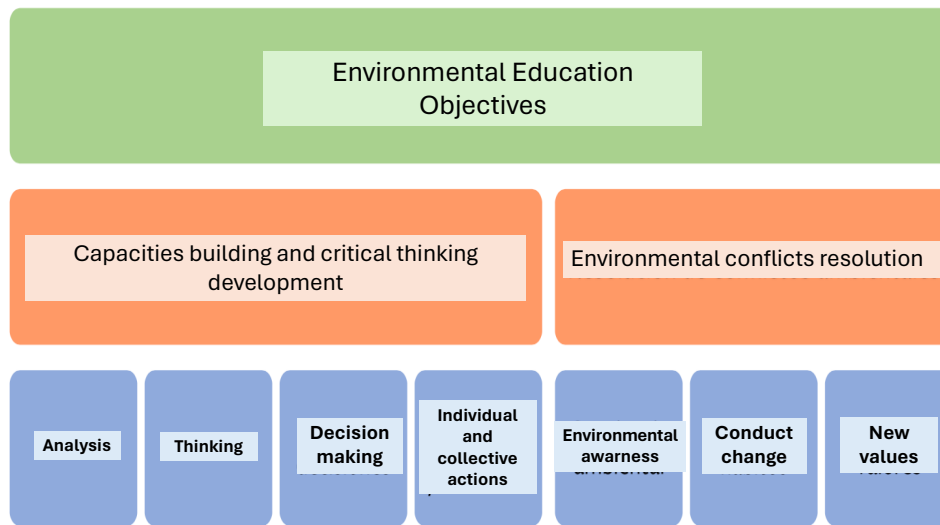 Environmental Education
Objectives
Capacities building and critical thinking
development
Environmental conflicts resolution
Analysis
Thinking
Decision
making
Individual
and
collective
actions
Environmental
awarness
Conduct
change
New
values